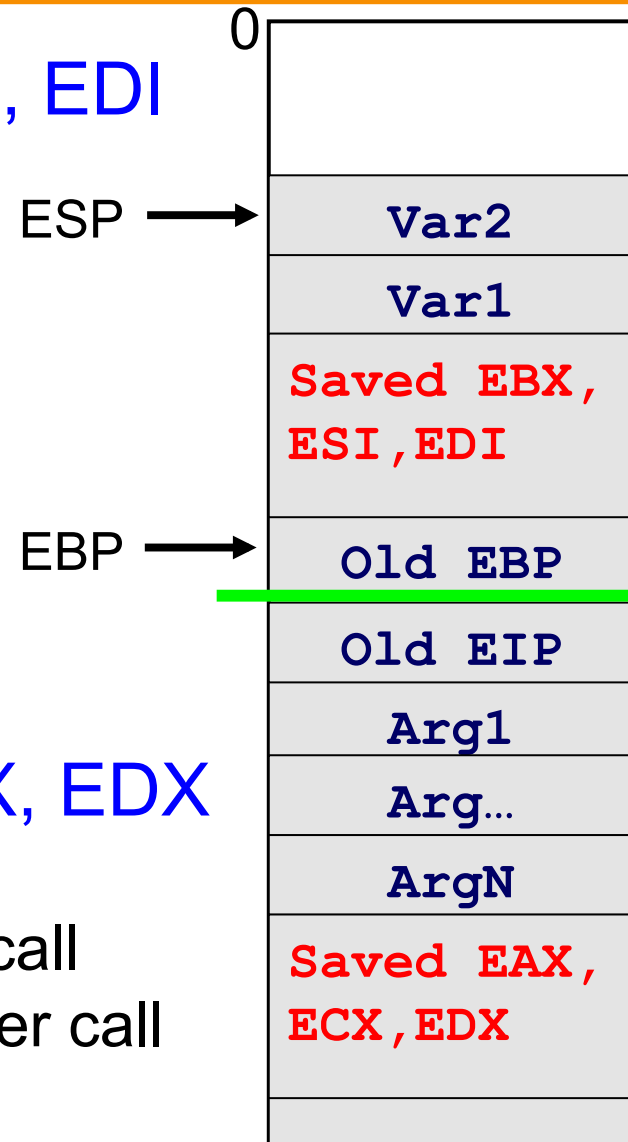 0
, EDI
ESP
Var2
Var1
Saved EBX,
ESI,EDI
EBP
Old EBP
Old EIP
Arg1
X, EDX
Arg…
ArgN
call
Saved EAX,
er call
ECX,EDX